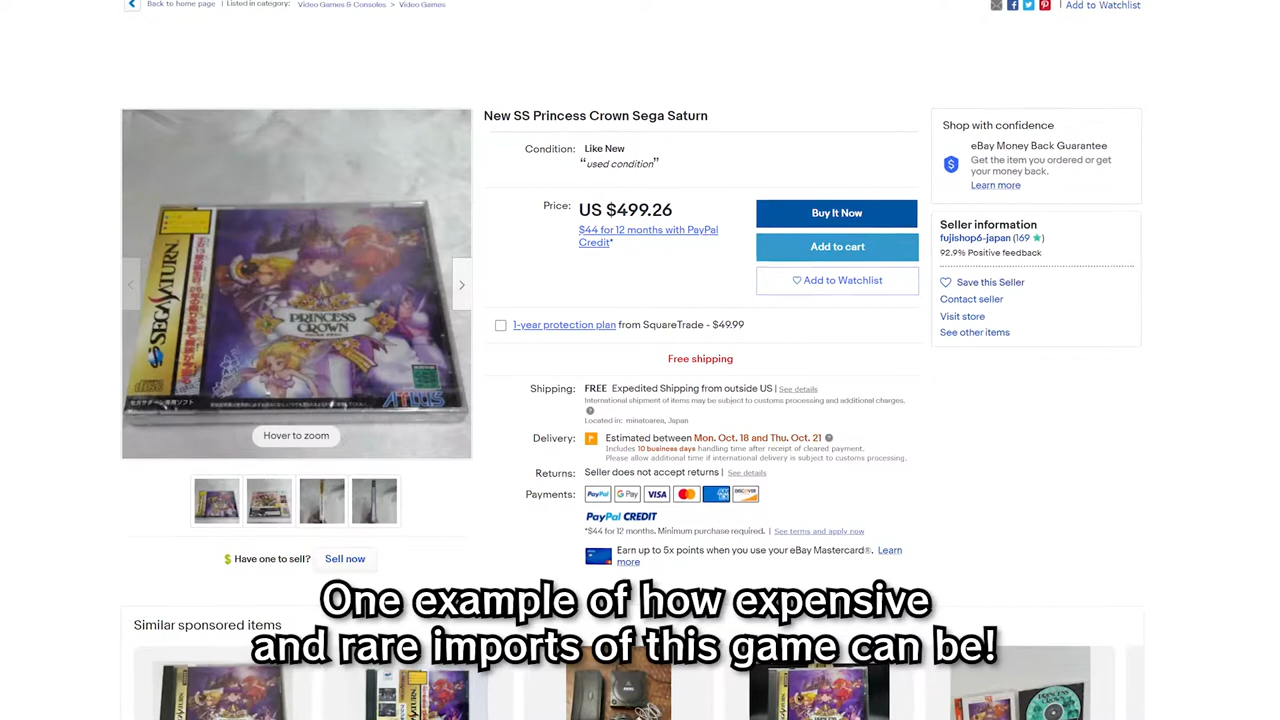 Back to home page | Listed in category: Video Games & Consoles > Video Games
| Add to Watchlist
New SS Princess Crown Sega Saturn
Condition: Like New
“used condition”
Price: US $499.26
$44 for 12 months with PayPal
Credit*
Buy It Now
Add to cart
Add to Watchlist
1-year protection plan from SquareTrade - $49.99
Free shipping
Shipping: FREE Expedited Shipping from outside US | See details
International shipment of items may be subject to customs processing and additional charges.
Located in: minatoarea, Japan
Delivery: Estimated between Mon. Oct. 18 and Thu. Oct. 21
Includes 10 business days handling time after receipt of cleared payment.
Please allow additional time if international delivery is subject to customs processing.
Returns: Seller does not accept returns | See details
Payments: PayPal G Pay VISA
DISCOVER
PayPal CREDIT
*$44 for 12 months. Minimum purchase required. | See terms and apply now
Earn up to 5x points when you use your eBay Mastercard®. Learn
more
Shop with confidence
eBay Money Back Guarantee
Get the item you ordered or get
your money back.
Learn more
Seller information
fujishop6-japan (169)
92.9% Positive feedback
Save this Seller
Contact seller
Visit store
See other items
SEGA SATURN
PRINCESS
CROWN
ATLUS
Hover to zoom
Have one to sell? Sell now
Similar sponsored items
One example of how expensive
and rare imports of this game can be!